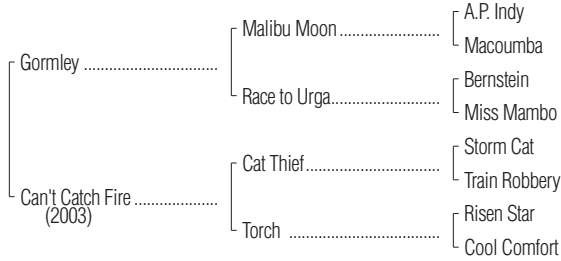 A.P. Indy
Malibu Moon
Macoumba
Gormley
Bernstein
Race to Urga
Miss Mambo
Storm Cat
Cat Thief
Train Robbery
Can't Catch Fire
(2003)
Risen Star
Torch
Cool Comfort